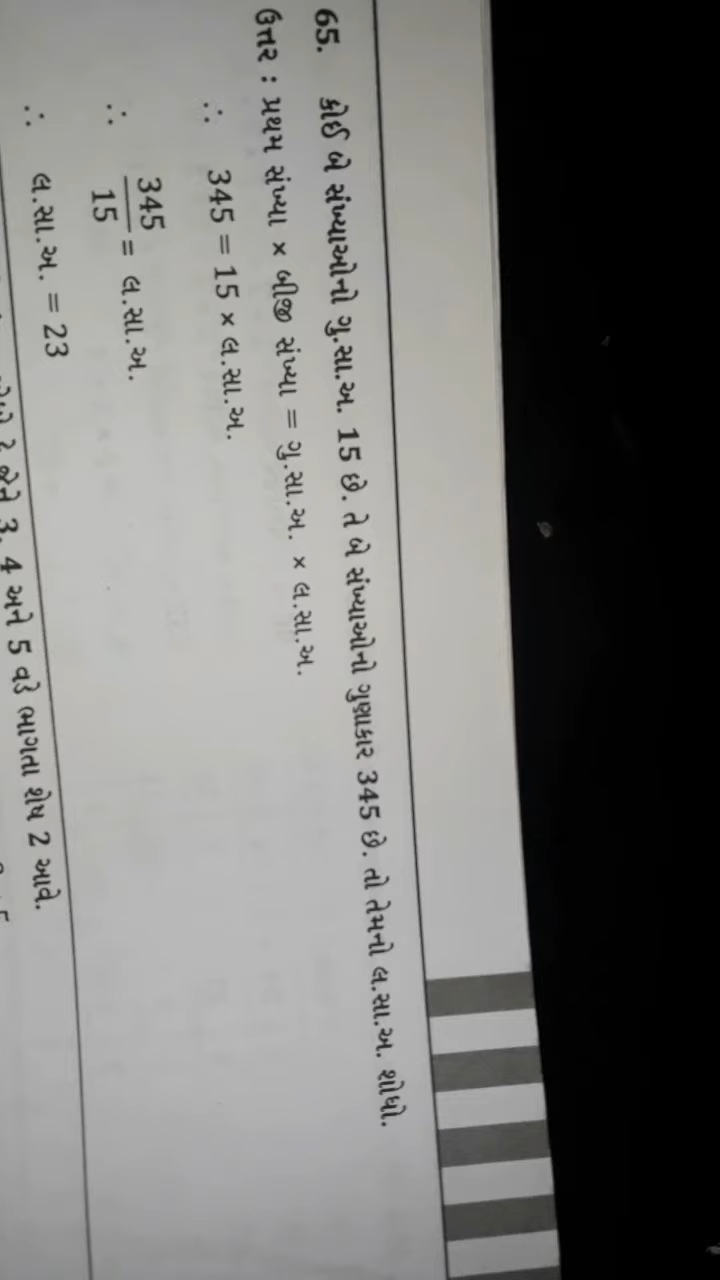 65. કોઈ બે સંખ્યાઓનો ગુ.સા.અ. 15 છે. તે બે સંખ્યાઓનો ગુણાકાર 345 છે. તો તેમનો લ.સા.અ. શોધો.
ઉત્તર : પ્રથમ સંખ્યા × બીજી સંખ્યા = ગુ.સા.અ. × લ.સા.અ.
∴ 345 = 15 × લ.સા.અ.
∴ 345/15 = લ.સા.અ.
∴ લ.સા.અ. = 23
જેને 3, 4 અને 5 વડે ભાગતા શેષ 2 આવે.